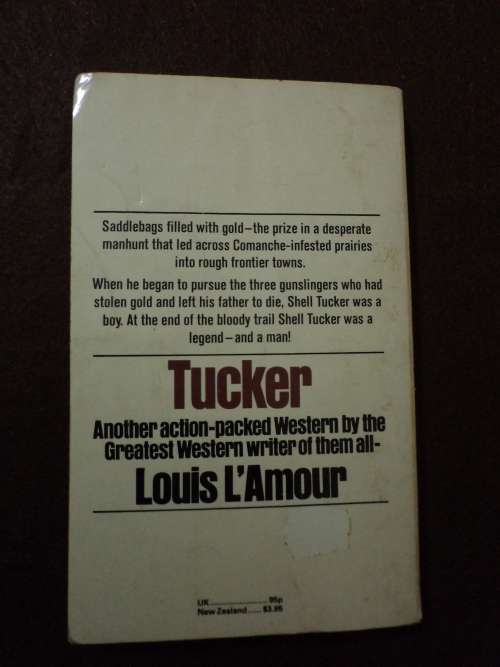 Saddlebags filled with gold–the prize in a desperate
manhunt that led across Comanche-infested prairies
into rough frontier towns.
When he began to pursue the three gunslingers who had
stolen gold and left his father to die, Shell Tucker was a
boy. At the end of the bloody trail Shell Tucker was a
legend–and a man!
Tucker
Another action-packed Western by the
Greatest Western writer of them all-
Louis L'Amour
UK.................... 95p
New Zealand..... $3.95